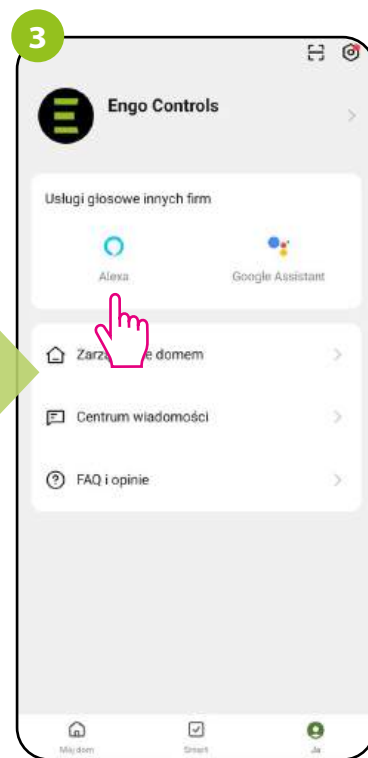 3
Engo Controls
Usługi głosowe innych firm
Alexa
Google Assistant
Zarządzanie domem
Centrum wiadomości
FAQ i opinie
Mój dom
Smart
Ja